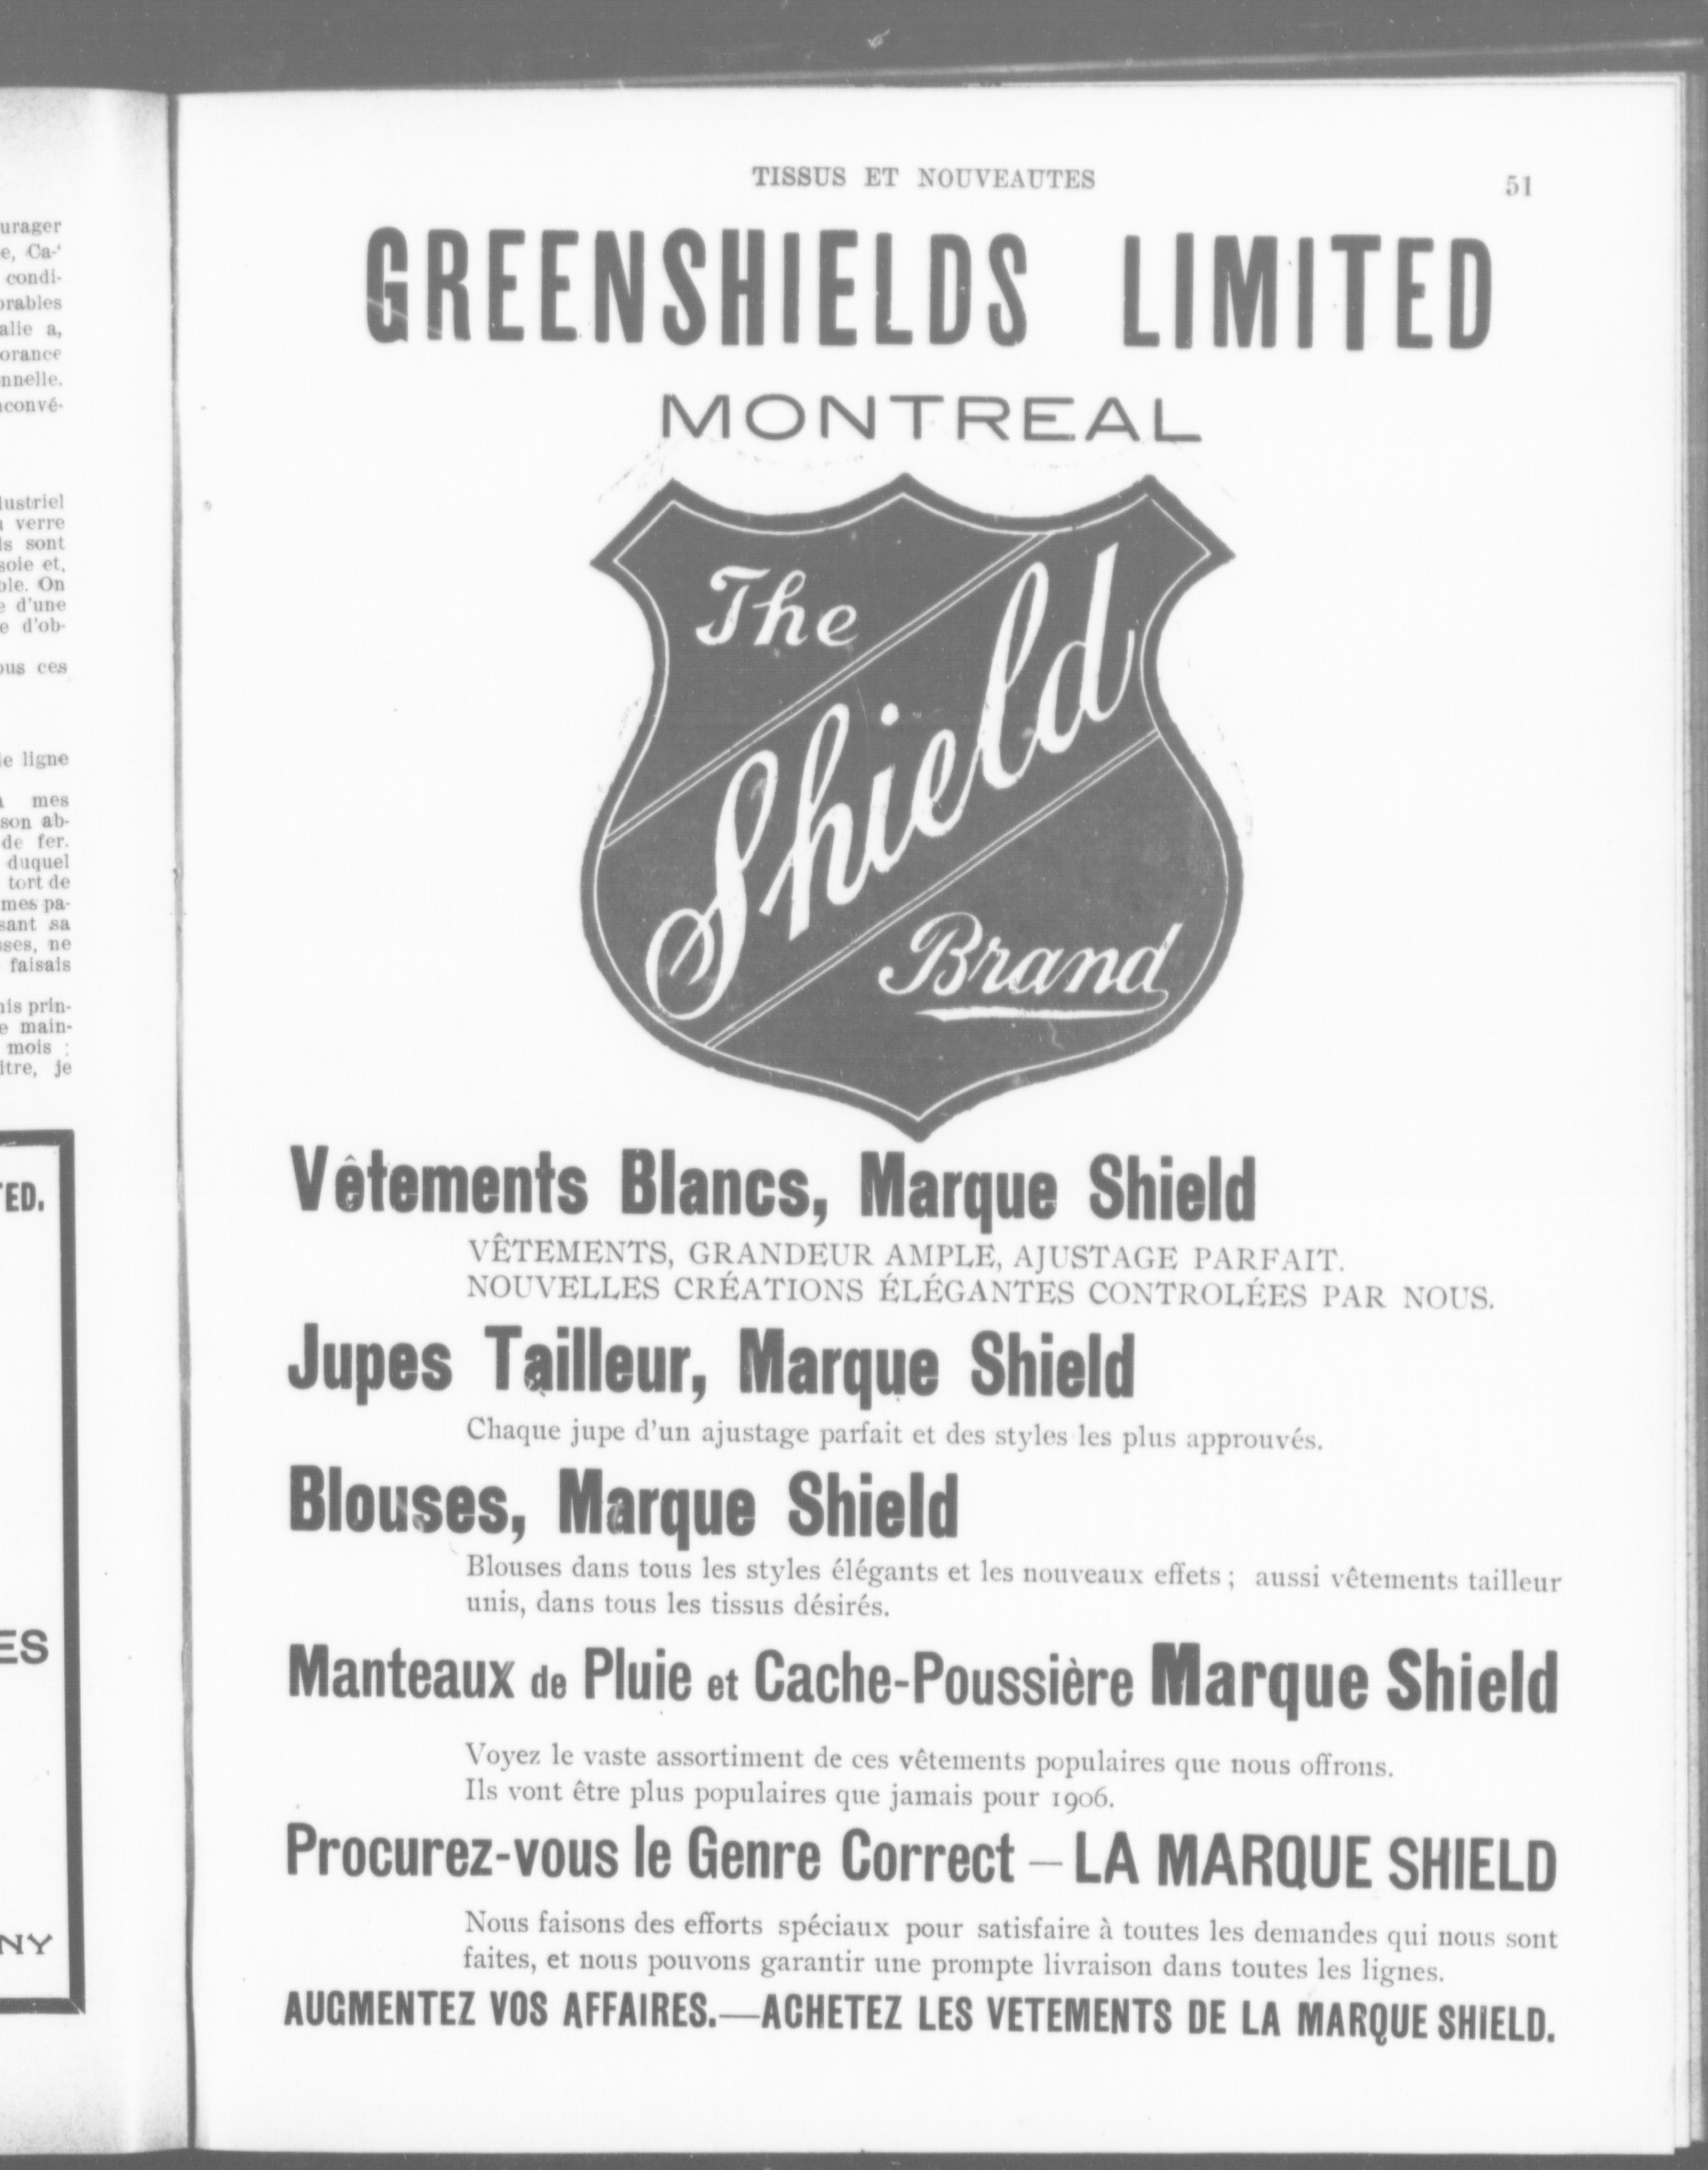 TISSUS ET NOUVEAUTES
51
GREENSHIELDS LIMITED
MONTREAL
The
Shield
Brand
Vêtements Blancs, Marque Shield
VÊTEMENTS, GRANDEUR AMPLE, AJUSTAGE PARFAIT.
NOUVELLES CRÉATIONS ÉLÉGANTES CONTROLÉES PAR NOUS.
Jupes Tailleur, Marque Shield
Chaque jupe d'un ajustage parfait et des styles les plus approuvés.
Blouses, Marque Shield
Blouses dans tous les styles élégants et les nouveaux effets; aussi vêtements tailleur
unis, dans tous les tissus désirés.
Manteaux de Pluie et Cache-Poussière Marque Shield
Voyez le vaste assortiment de ces vêtements populaires que nous offrons.
Ils vont être plus populaires que jamais pour 1906.
Procurez-vous le Genre Correct — LA MARQUE SHIELD
Nous faisons des efforts spéciaux pour satisfaire à toutes les demandes qui nous sont
faites, et nous pouvons garantir une prompte livraison dans toutes les lignes.
AUGMENTEZ VOS AFFAIRES.—ACHETEZ LES VETEMENTS DE LA MARQUE SHIELD.